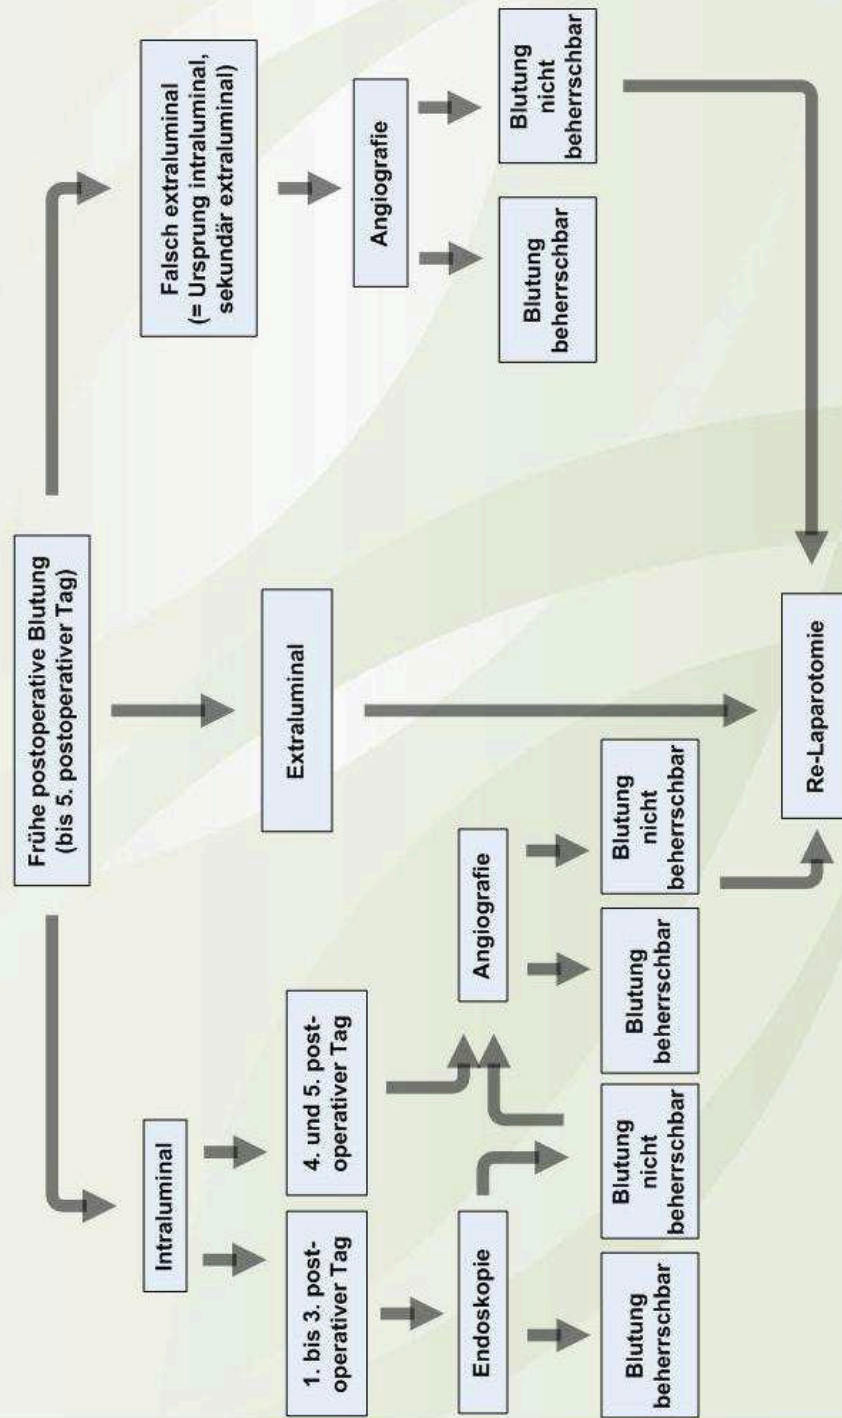 Frühe postoperative Blutung
(bis 5. postoperativer Tag)
Intraluminal
Extraluminal
Falsch extraluminal
(= Ursprung intraluminal,
sekundär extraluminal)
1. bis 3. post-
operativer Tag
4. und 5. post-
operativer Tag
Angiografie
Endoskopie
Angiografie
Blutung
beherrschbar
Blutung
nicht
beherrschbar
Blutung
beherrschbar
Blutung
nicht
beherrschbar
Blutung
beherrschbar
Blutung
nicht
beherrschbar
Re-Laparotomie